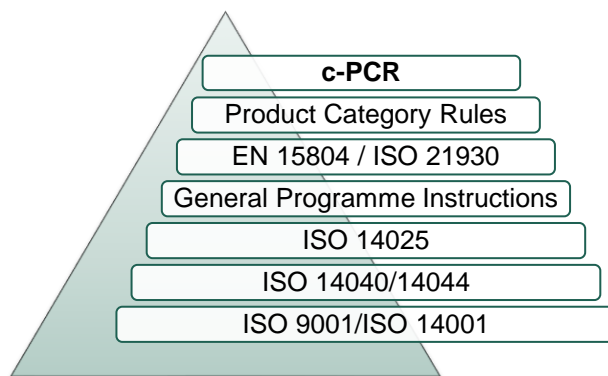 c-PCR
Product Category Rules
EN 15804 / ISO 21930
General Programme Instructions
ISO 14025
ISO 14040/14044
ISO 9001/ISO 14001